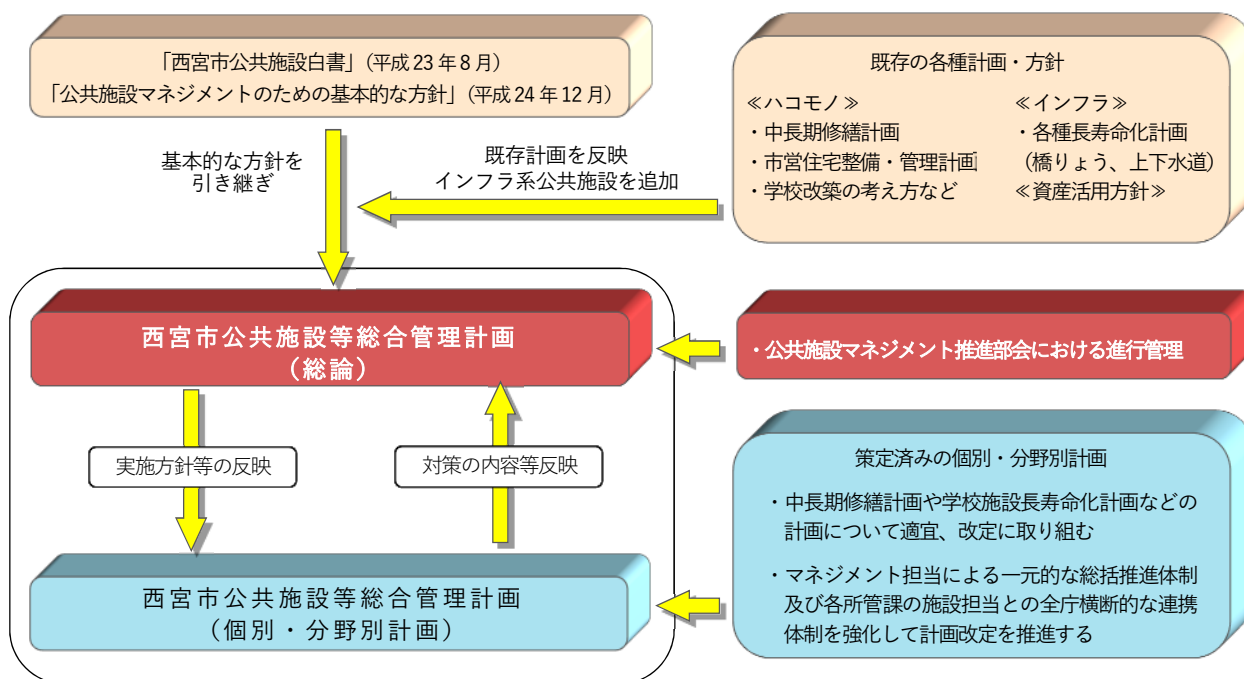 「西宮市公共施設白書」（平成 23 年 8 月）
「公共施設マネジメントのための基本的な方針」（平成 24 年 12 月）
既存の各種計画・方針
≪ハコモノ≫
・中長期修繕計画
・市営住宅整備・管理計画
・学校改築の考え方など
≪インフラ≫
・各種長寿命化計画
（橋りょう、上下水道）
≪資産活用方針≫
基本的な方針を
引き継ぎ
既存計画を反映
インフラ系公共施設を追加
西宮市公共施設等総合管理計画
（総論）
・公共施設マネジメント推進部会における進行管理
実施方針等の反映
対策の内容等反映
策定済みの個別・分野別計画
・中長期修繕計画や学校施設長寿命化計画などの
計画について適宜、改定に取り組む
・マネジメント担当による一元的な総括推進体制
及び各所管課の施設担当との全庁横断的な連携
体制を強化して計画改定を推進する
西宮市公共施設等総合管理計画
（個別・分野別計画）